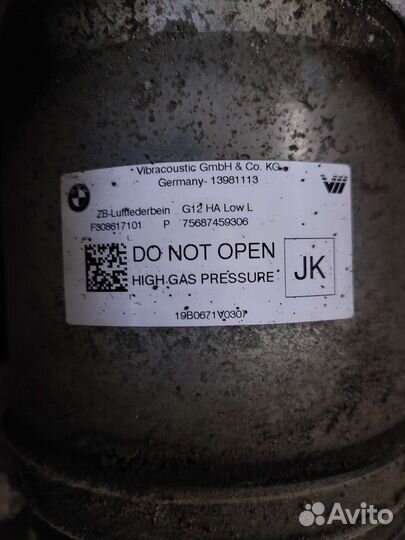 Vibracoustic GmbH & Co. KG
Germany- 13981113
ZB-Luftfederbein G12 HA Low L
F308617101 P 75687459306
L
DO NOT OPEN
HIGH GAS PRESSURE
JK
19B0671V0307
Avito